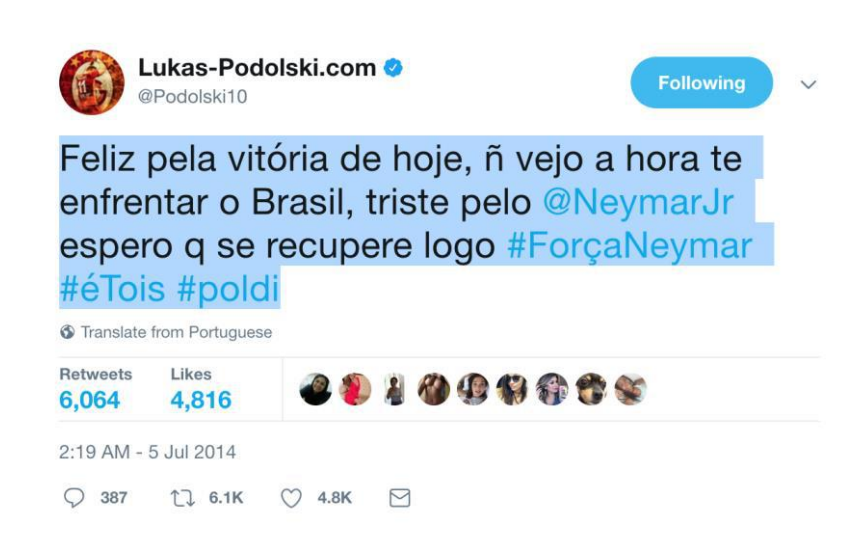 Lukas-Podolski.com
@Podolski10
Following
Feliz pela vitória de hoje, ñ vejo a hora te
enfrentar o Brasil, triste pelo @NeymarJr
espero q se recupere logo #ForçaNeymar
#éTois #poldi
Translate from Portuguese
Retweets Likes
6,064 4,816
2:19 AM - 5 Jul 2014
387 6.1K 4.8K